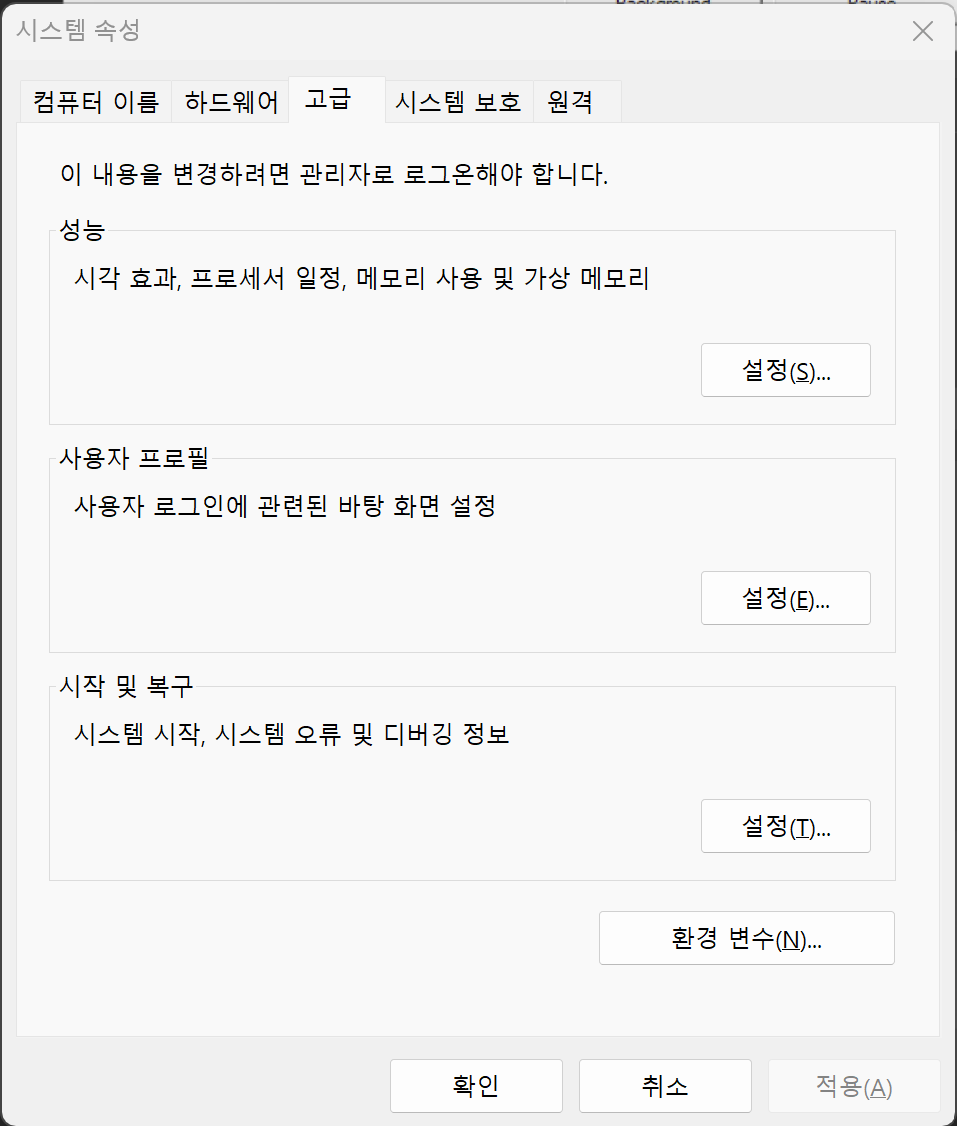 시스템 속성
컴퓨터 이름
하드웨어
고급
시스템 보호
원격
이 내용을 변경하려면 관리자로 로그온해야 합니다.
성능
시각 효과, 프로세서 일정, 메모리 사용 및 가상 메모리
설정(S)...
사용자 프로필
사용자 로그인에 관련된 바탕 화면 설정
설정(E)...
시작 및 복구
시스템 시작, 시스템 오류 및 디버깅 정보
설정(T)...
환경 변수(N)...
확인
취소
적용(A)